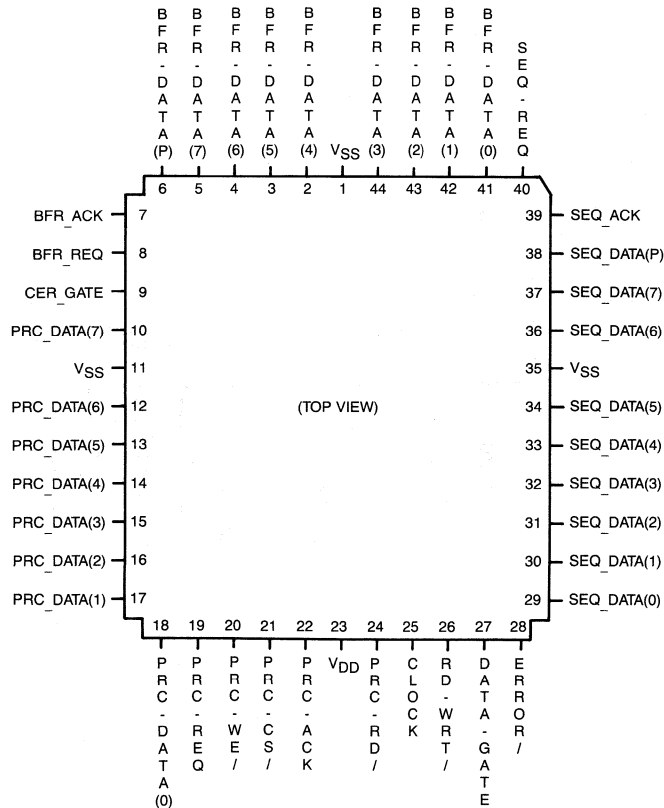 BFR-DATA(P)
BFR-DATA(7)
BFR-DATA(6)
BFR-DATA(5)
BFR-DATA(4)
VSS
BFR-DATA(3)
BFR-DATA(2)
BFR-DATA(1)
BFR-DATA(0)
SEQ-REQ
6 5 4 3 2 1 44 43 42 41 40
BFR_ACK 7
39 SEQ_ACK
BFR_REQ 8
38 SEQ_DATA(P)
CER_GATE 9
37 SEQ_DATA(7)
PRC_DATA(7) 10
36 SEQ_DATA(6)
VSS 11
35 VSS
PRC_DATA(6) 12
(TOP VIEW)
34 SEQ_DATA(5)
PRC_DATA(5) 13
33 SEQ_DATA(4)
PRC_DATA(4) 14
32 SEQ_DATA(3)
PRC_DATA(3) 15
31 SEQ_DATA(2)
PRC_DATA(2) 16
30 SEQ_DATA(1)
PRC_DATA(1) 17
29 SEQ_DATA(0)
18 19 20 21 22 23 24 25 26 27 28
PRC-DATA(0)
PRC-REQ
PRC-WE/
PRC-CS/
PRC-ACK
VDD
PRC-RD/
CLOCK
RD-WRT/
DATA-GATE
ERROR/